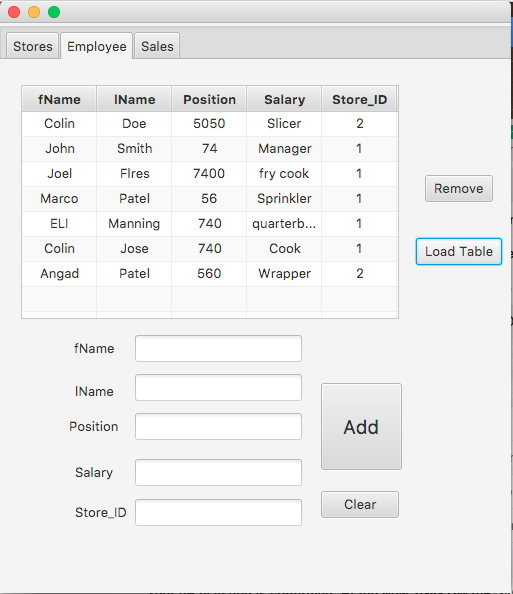 Stores Employee Sales
fName lName Position Salary Store_ID
Colin Doe 5050 Slicer 2
John Smith 74 Manager 1
Joel Flres 7400 fry cook 1
Marco Patel 56 Sprinkler 1
ELI Manning 740 quarterb... 1
Colin Jose 740 Cook 1
Angad Patel 560 Wrapper 2
Remove
Load Table
fName
lName
Position
Salary
Store_ID
Add
Clear